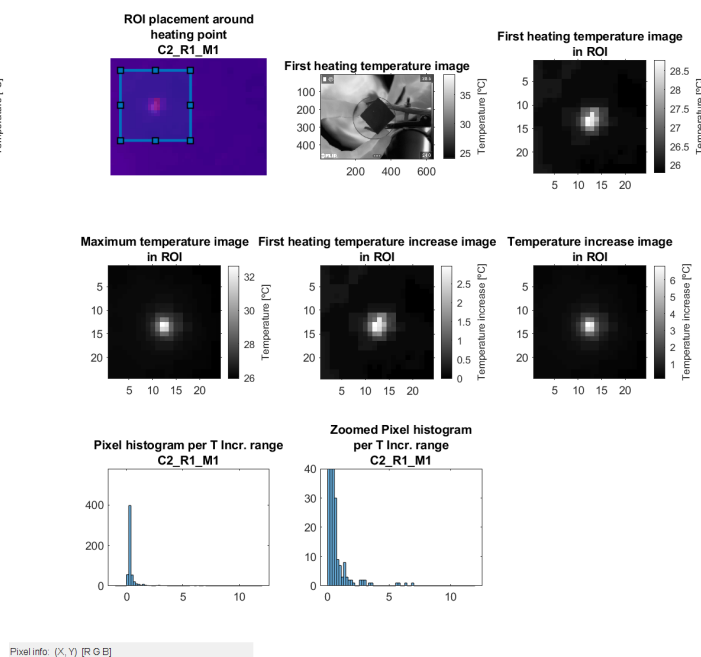 ROI placement around
heating point
C2_R1_M1
First heating temperature image
100
200
300
400
200 400 600
35
30
25
Temperature [ºC]
First heating temperature image
in ROI
5
10
15
20
5 10 15 20
28.5
28
27.5
27
26.5
26
Temperature [ºC]
Maximum temperature image
in ROI
5
10
15
20
5 10 15 20
32
30
28
26
Temperature [ºC]
First heating temperature increase image
in ROI
5
10
15
20
5 10 15 20
2.5
2
1.5
1
0.5
0
Temperature increase [ºC]
Temperature increase image
in ROI
5
10
15
20
5 10 15 20
6
5
4
3
2
1
Temperature increase [ºC]
Pixel histogram per T Incr. range
C2_R1_M1
400
200
0
0 5 10
Zoomed Pixel histogram
per T Incr. range
C2_R1_M1
40
30
20
10
0
0 5 10
Pixel info: (X, Y) [R G B]